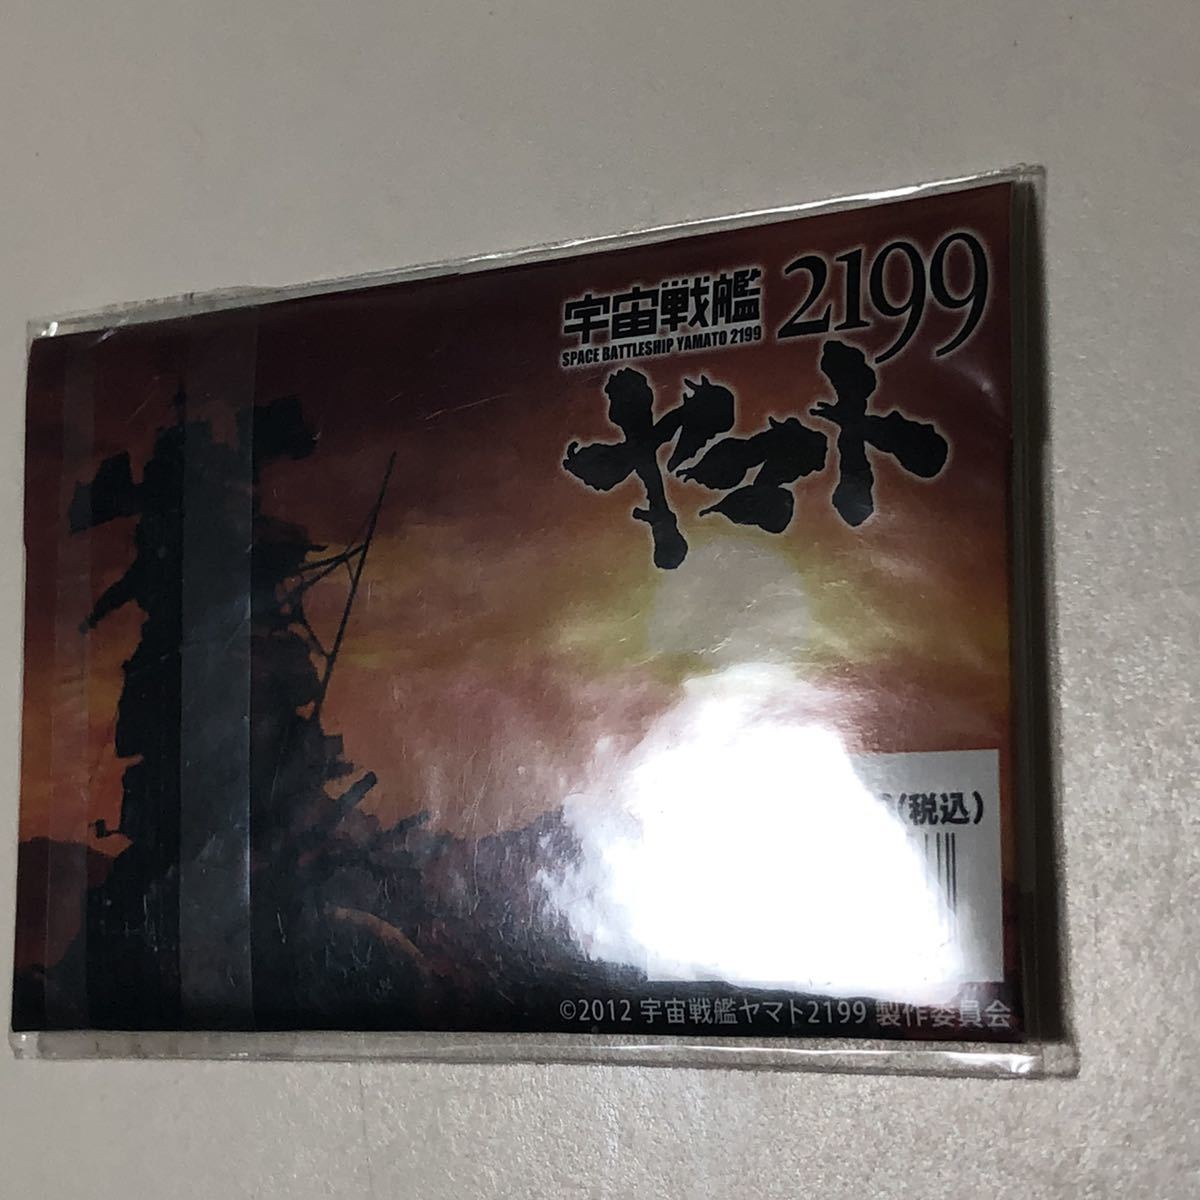 宇宙戦艦
2199
SPACE BATTLESHIP YAMATO 2199
ヤマト
(税込)
©2012 宇宙戦艦ヤマト2199 製作委員会